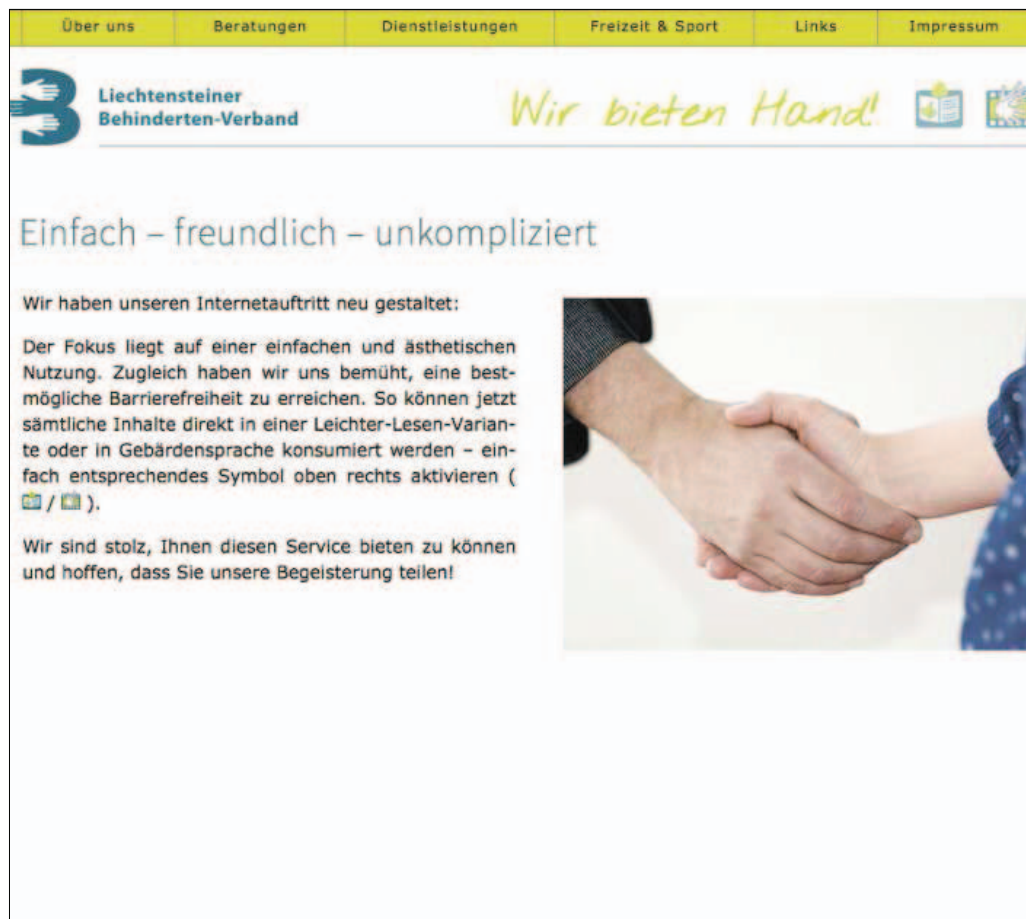 Über uns Beratungen Dienstleistungen Freizeit & Sport Links Impressum
Liechtensteiner
Behinderten-Verband
Wir bieten Hand!
Einfach – freundlich – unkompliziert
Wir haben unseren Internetauftritt neu gestaltet:
Der Fokus liegt auf einer einfachen und ästhetischen
Nutzung. Zugleich haben wir uns bemüht, eine best-
mögliche Barrierefreiheit zu erreichen. So können jetzt
sämtliche Inhalte direkt in einer Leichter-Lesen-Varian-
te oder in Gebärdensprache konsumiert werden – ein-
fach entsprechendes Symbol oben rechts aktivieren (
/ ).
Wir sind stolz, Ihnen diesen Service bieten zu können
und hoffen, dass Sie unsere Begeisterung teilen!